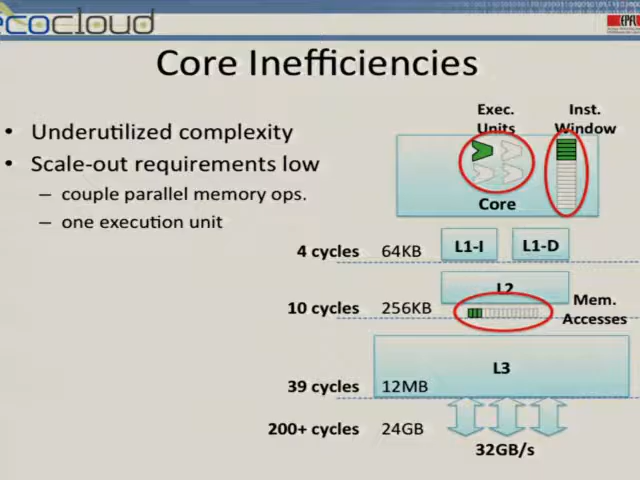 ecocloud
EPFL
Core Inefficiencies
• Underutilized complexity
• Scale-out requirements low
– couple parallel memory ops.
– one execution unit
Exec.
Units
Inst.
Window
Core
4 cycles 64KB L1-I L1-D
L2
10 cycles 256KB
Mem.
Accesses
L3
39 cycles 12MB
200+ cycles 24GB
32GB/s